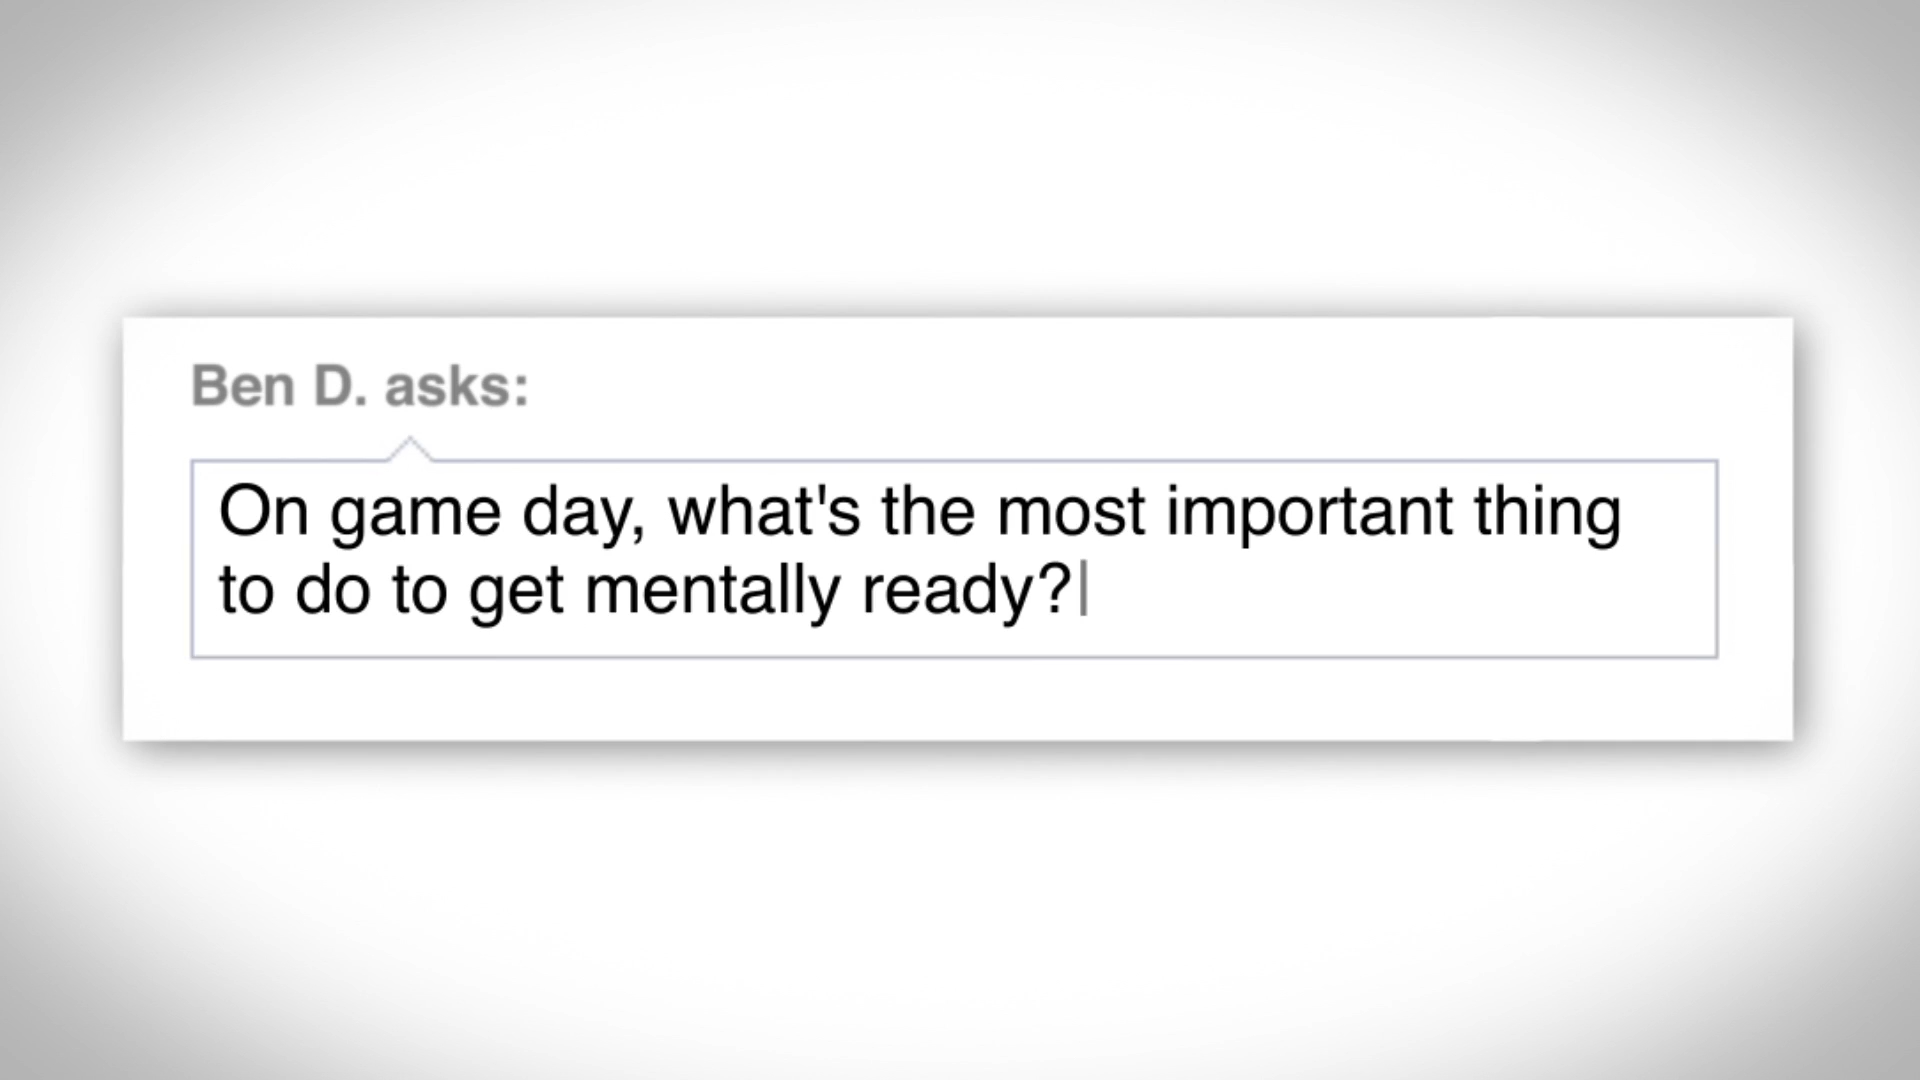 Ben D. asks:
On game day, what's the most important thing
to do to get mentally ready?